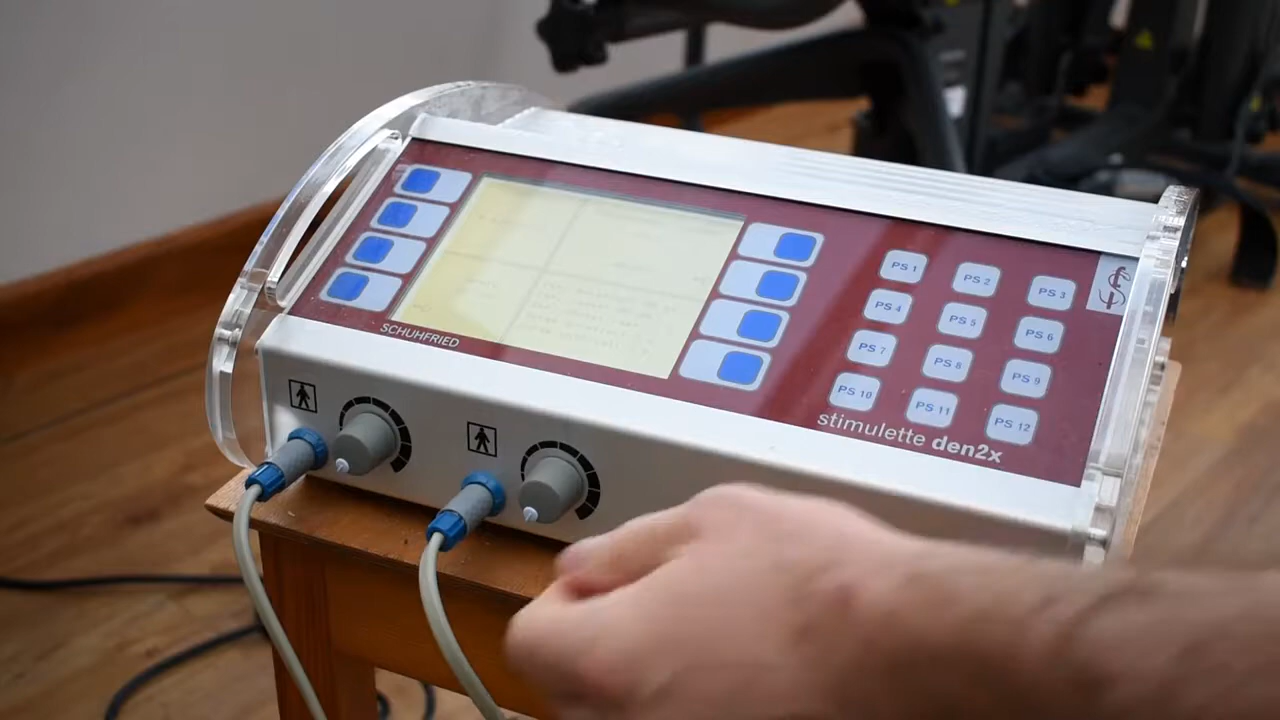 SCHUHFRIED
PS 1
PS 2
PS 3
PS 4
PS 5
PS 6
PS 7
PS 8
PS 9
PS 10
PS 11
PS 12
stimulette den2x